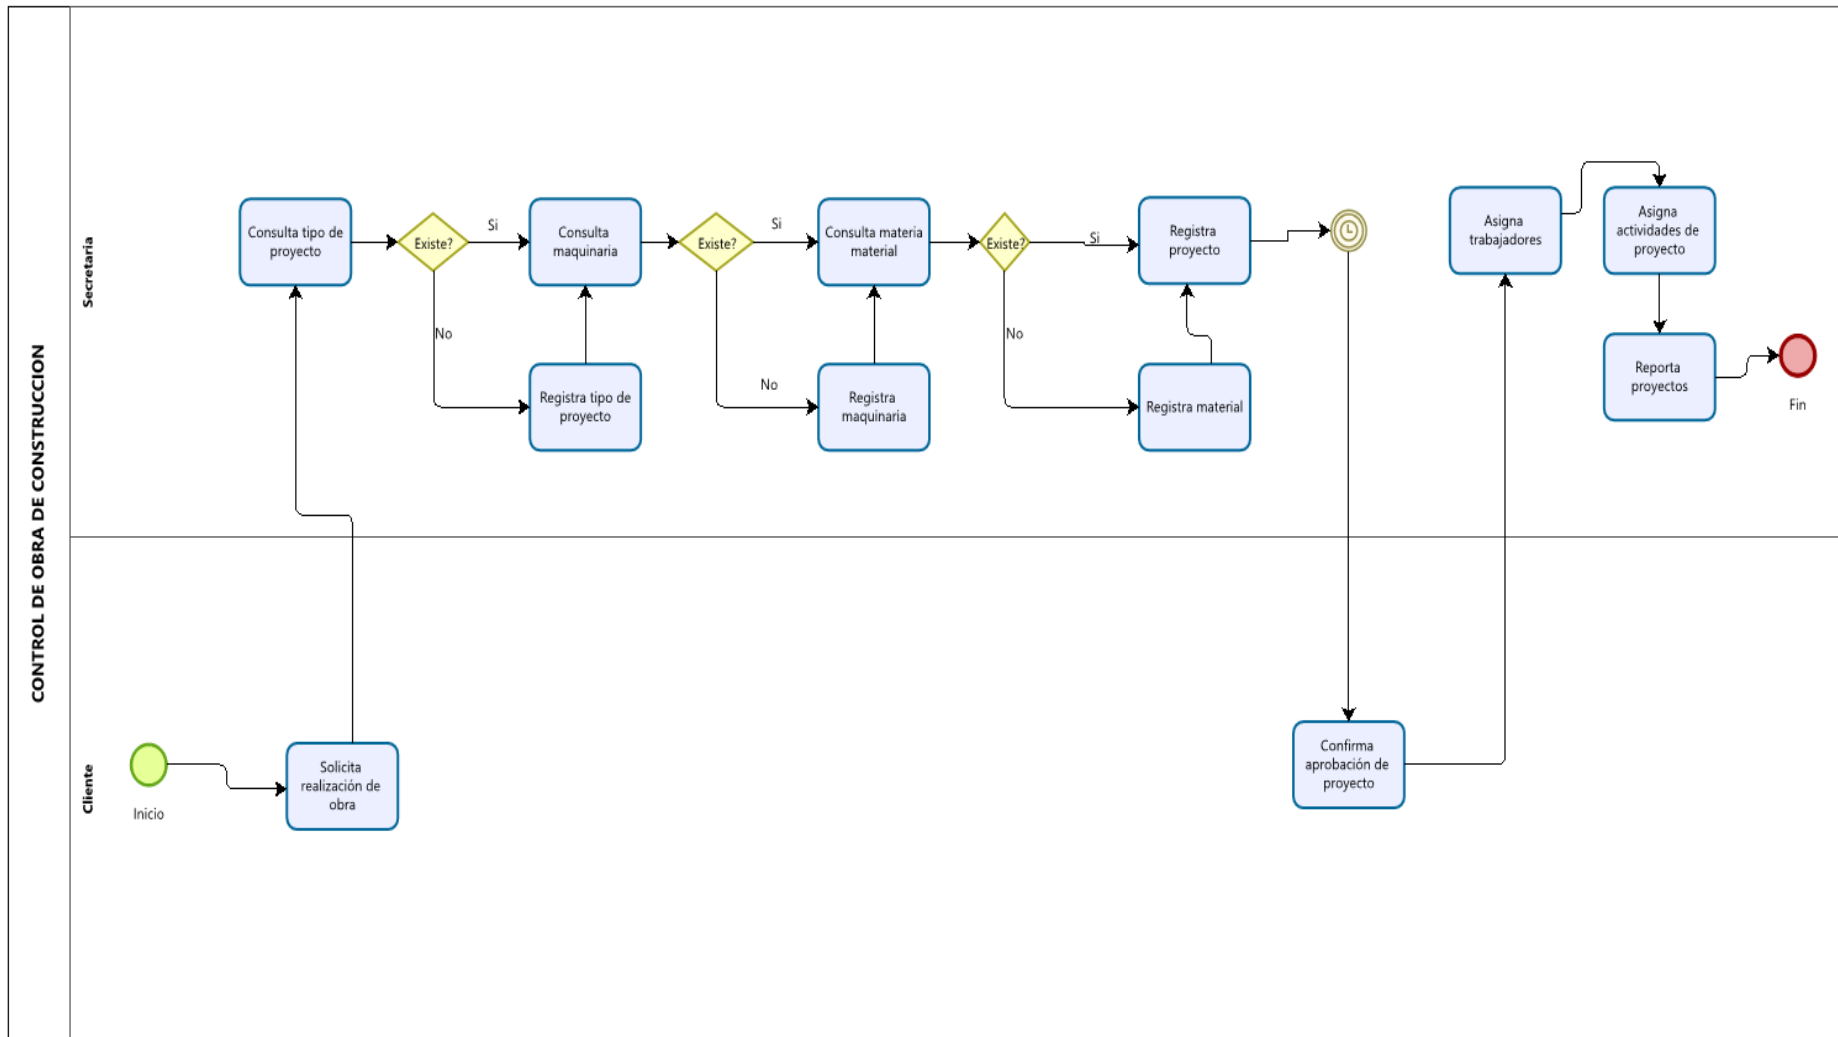 CONTROL DE OBRA DE CONSTRUCCION
Secretaria
Consulta tipo de
proyecto
Existe?
Si
No
Registra tipo de
proyecto
Consulta
maquinaria
Existe?
Si
No
Registra
maquinaria
Consulta materia
material
Existe?
Si
No
Registra material
Registra
proyecto
Asigna
trabajadores
Asigna
actividades de
proyecto
Reporta
proyectos
Fin
Cliente
Inicio
Solicita
realización de
obra
Confirma
aprobación de
proyecto